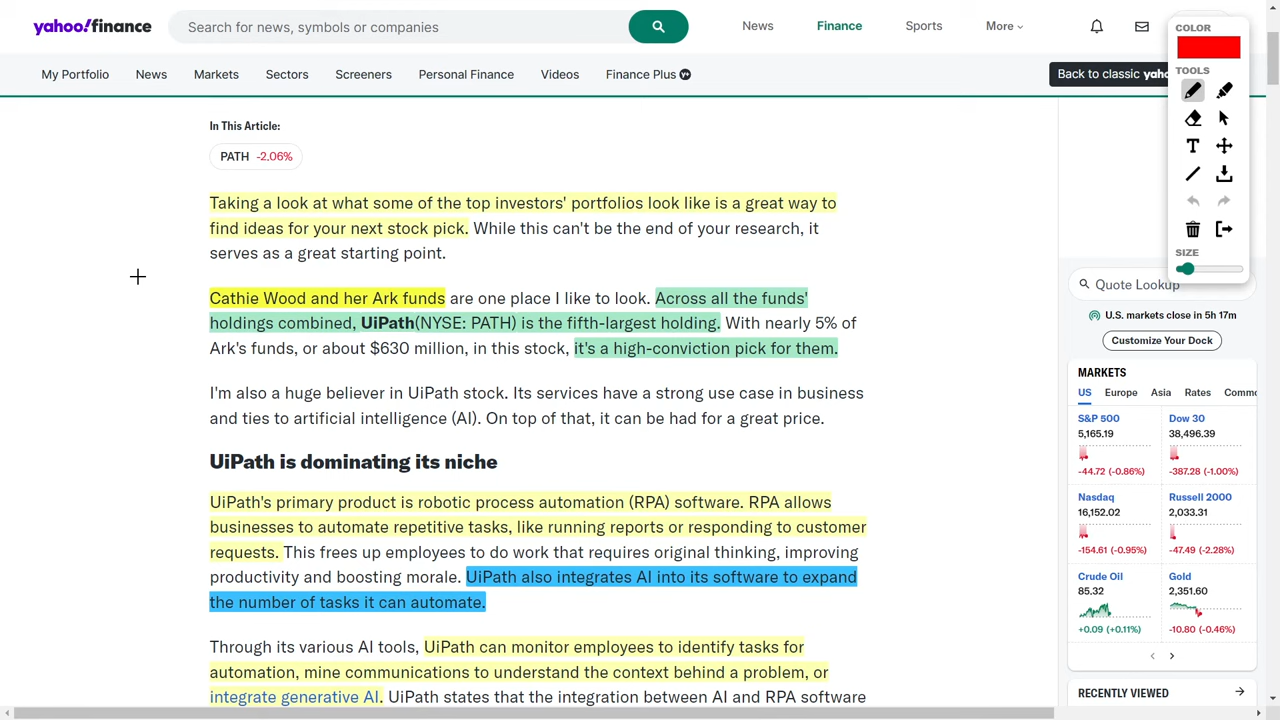 yahoo!finance
Search for news, symbols or companies
News
Finance
Sports
More
My Portfolio
News
Markets
Sectors
Screeners
Personal Finance
Videos
Finance Plus
Back to classic yaho
COLOR
TOOLS
T
SIZE
In This Article:
PATH -2.06%
Taking a look at what some of the top investors' portfolios look like is a great way to
find ideas for your next stock pick. While this can't be the end of your research, it
serves as a great starting point.
Cathie Wood and her Ark funds are one place I like to look. Across all the funds'
holdings combined, UiPath(NYSE: PATH) is the fifth-largest holding. With nearly 5% of
Ark's funds, or about $630 million, in this stock, it's a high-conviction pick for them.
I'm also a huge believer in UiPath stock. Its services have a strong use case in business
and ties to artificial intelligence (AI). On top of that, it can be had for a great price.
UiPath is dominating its niche
UiPath's primary product is robotic process automation (RPA) software. RPA allows
businesses to automate repetitive tasks, like running reports or responding to customer
requests. This frees up employees to do work that requires original thinking, improving
productivity and boosting morale. UiPath also integrates AI into its software to expand
the number of tasks it can automate.
Through its various AI tools, UiPath can monitor employees to identify tasks for
automation, mine communications to understand the context behind a problem, or
integrate generative AI. UiPath states that the integration between AI and RPA software
Quote Lookup
U.S. markets close in 5h 17m
Customize Your Dock
MARKETS
US Europe Asia Rates Commo
S&P 500
5,165.19
-44.72 (-0.86%)
Dow 30
38,496.39
-387.28 (-1.00%)
Nasdaq
16,152.02
-154.61 (-0.95%)
Russell 2000
2,033.31
-47.49 (-2.28%)
Crude Oil
85.32
+0.09 (+0.11%)
Gold
2,351.60
-10.80 (-0.46%)
RECENTLY VIEWED